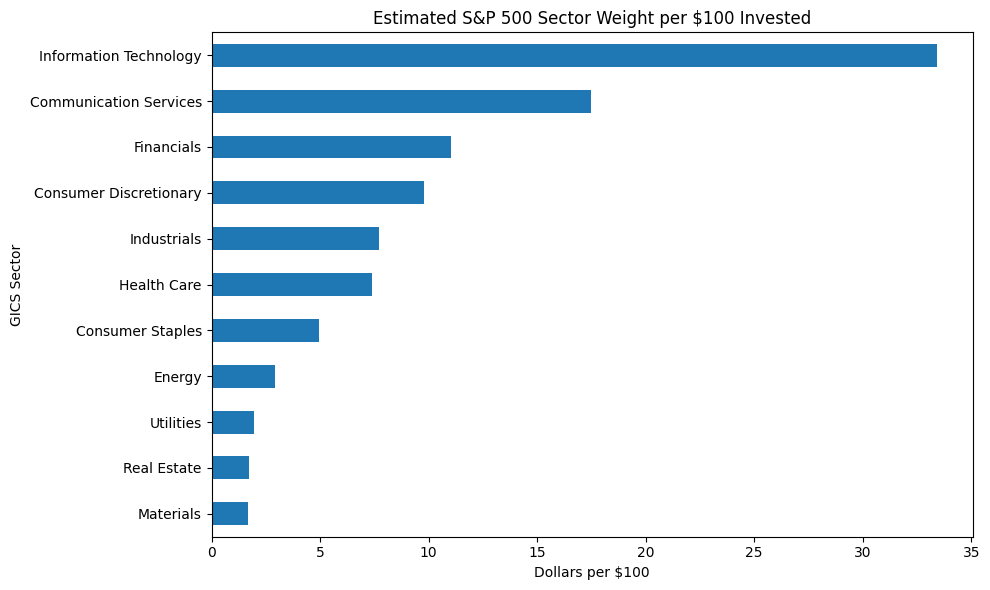 Estimated S&P 500 Sector Weight per $100 Invested
GICS Sector
Information Technology
Communication Services
Financials
Consumer Discretionary
Industrials
Health Care
Consumer Staples
Energy
Utilities
Real Estate
Materials
0 5 10 15 20 25 30 35
Dollars per $100